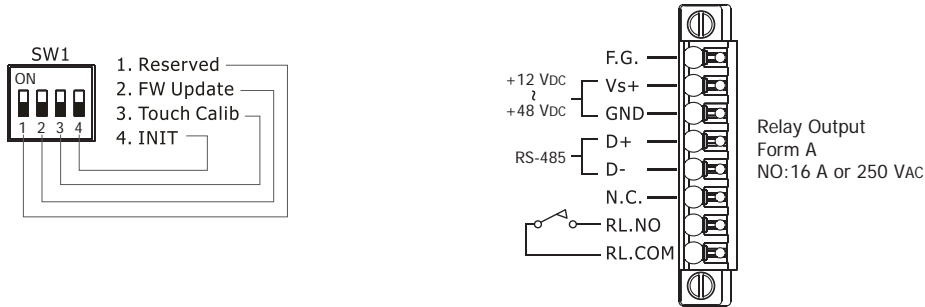 SW1
ON
1 2 3 4
1. Reserved
2. FW Update
3. Touch Calib
4. INIT
F.G.
+12 VDC
~
+48 VDC
Vs+
GND
RS-485
D+
D-
N.C.
RL.NO
RL.COM
Relay Output
Form A
NO:16 A or 250 VAC